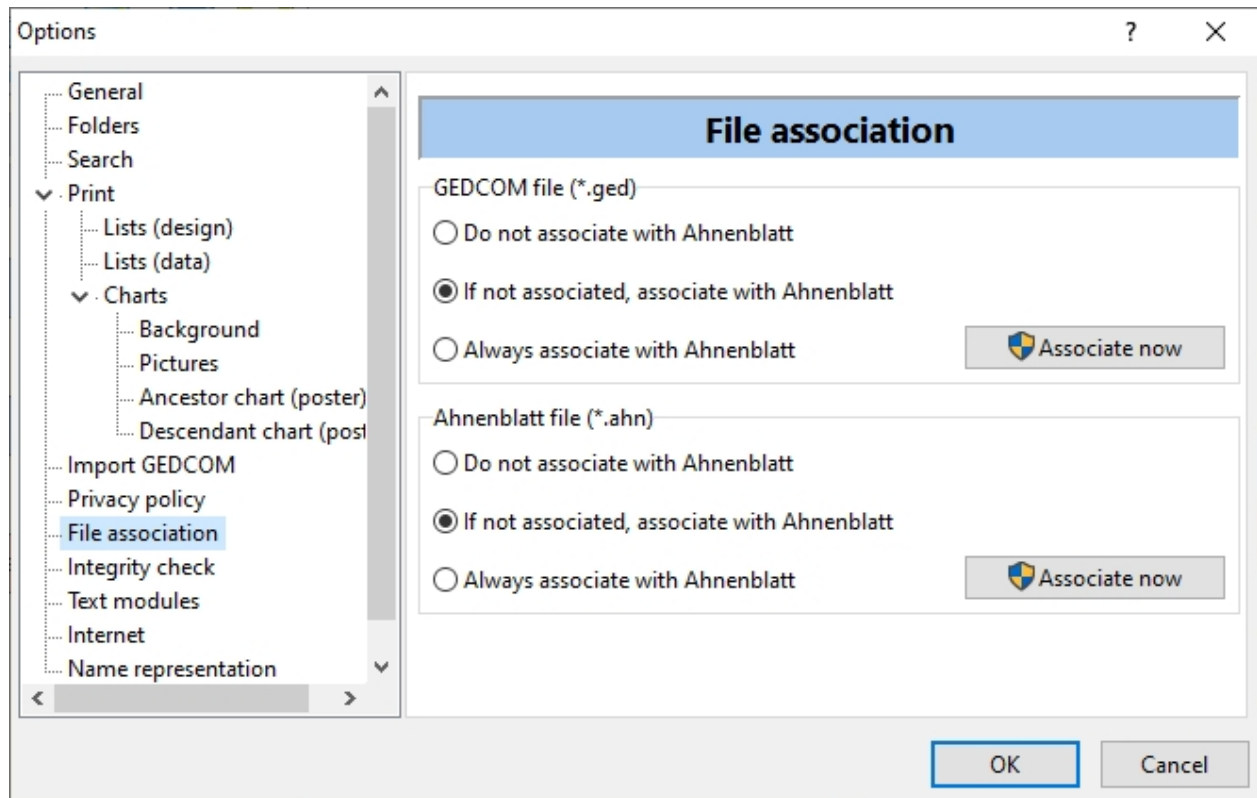 Options
?
General
Folders
Search
Print
Lists (design)
Lists (data)
Charts
Background
Pictures
Ancestor chart (poster)
Descendant chart (post
Import GEDCOM
Privacy policy
File association
Integrity check
Text modules
Internet
Name representation
File association
GEDCOM file (*.ged)
Do not associate with Ahnenblatt
If not associated, associate with Ahnenblatt
Always associate with Ahnenblatt
Associate now
Ahnenblatt file (*.ahn)
Do not associate with Ahnenblatt
If not associated, associate with Ahnenblatt
Always associate with Ahnenblatt
Associate now
OK
Cancel